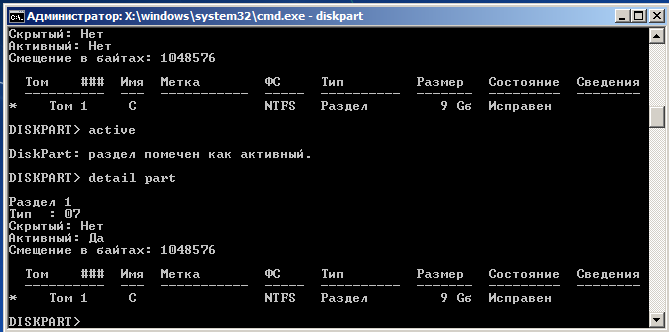 Администратор: X:\windows\system32\cmd.exe - diskpart
Скрытый: Нет
Активный: Нет
Смещение в байтах: 1048576
Том ### Имя Метка ФС Тип Размер Состояние Сведения
---------- --- ----------- ----- ---------- ------- --------- --------
* Том 1 C NTFS Раздел 9 Gб Исправен
DISKPART> active
DiskPart: раздел помечен как активный.
DISKPART> detail part
Раздел 1
Тип : 07
Скрытый: Нет
Активный: Да
Смещение в байтах: 1048576
Том ### Имя Метка ФС Тип Размер Состояние Сведения
---------- --- ----------- ----- ---------- ------- --------- --------
* Том 1 C NTFS Раздел 9 Gб Исправен
DISKPART>